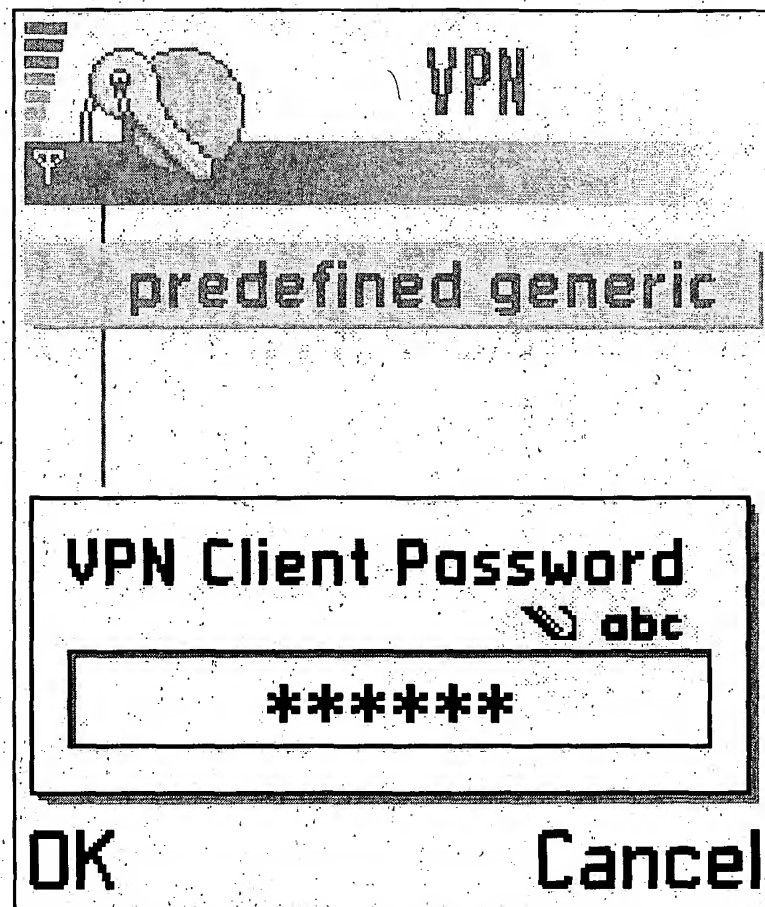 VPN
predefined generic
VPN Client Password
abc
******
OK
Cancel